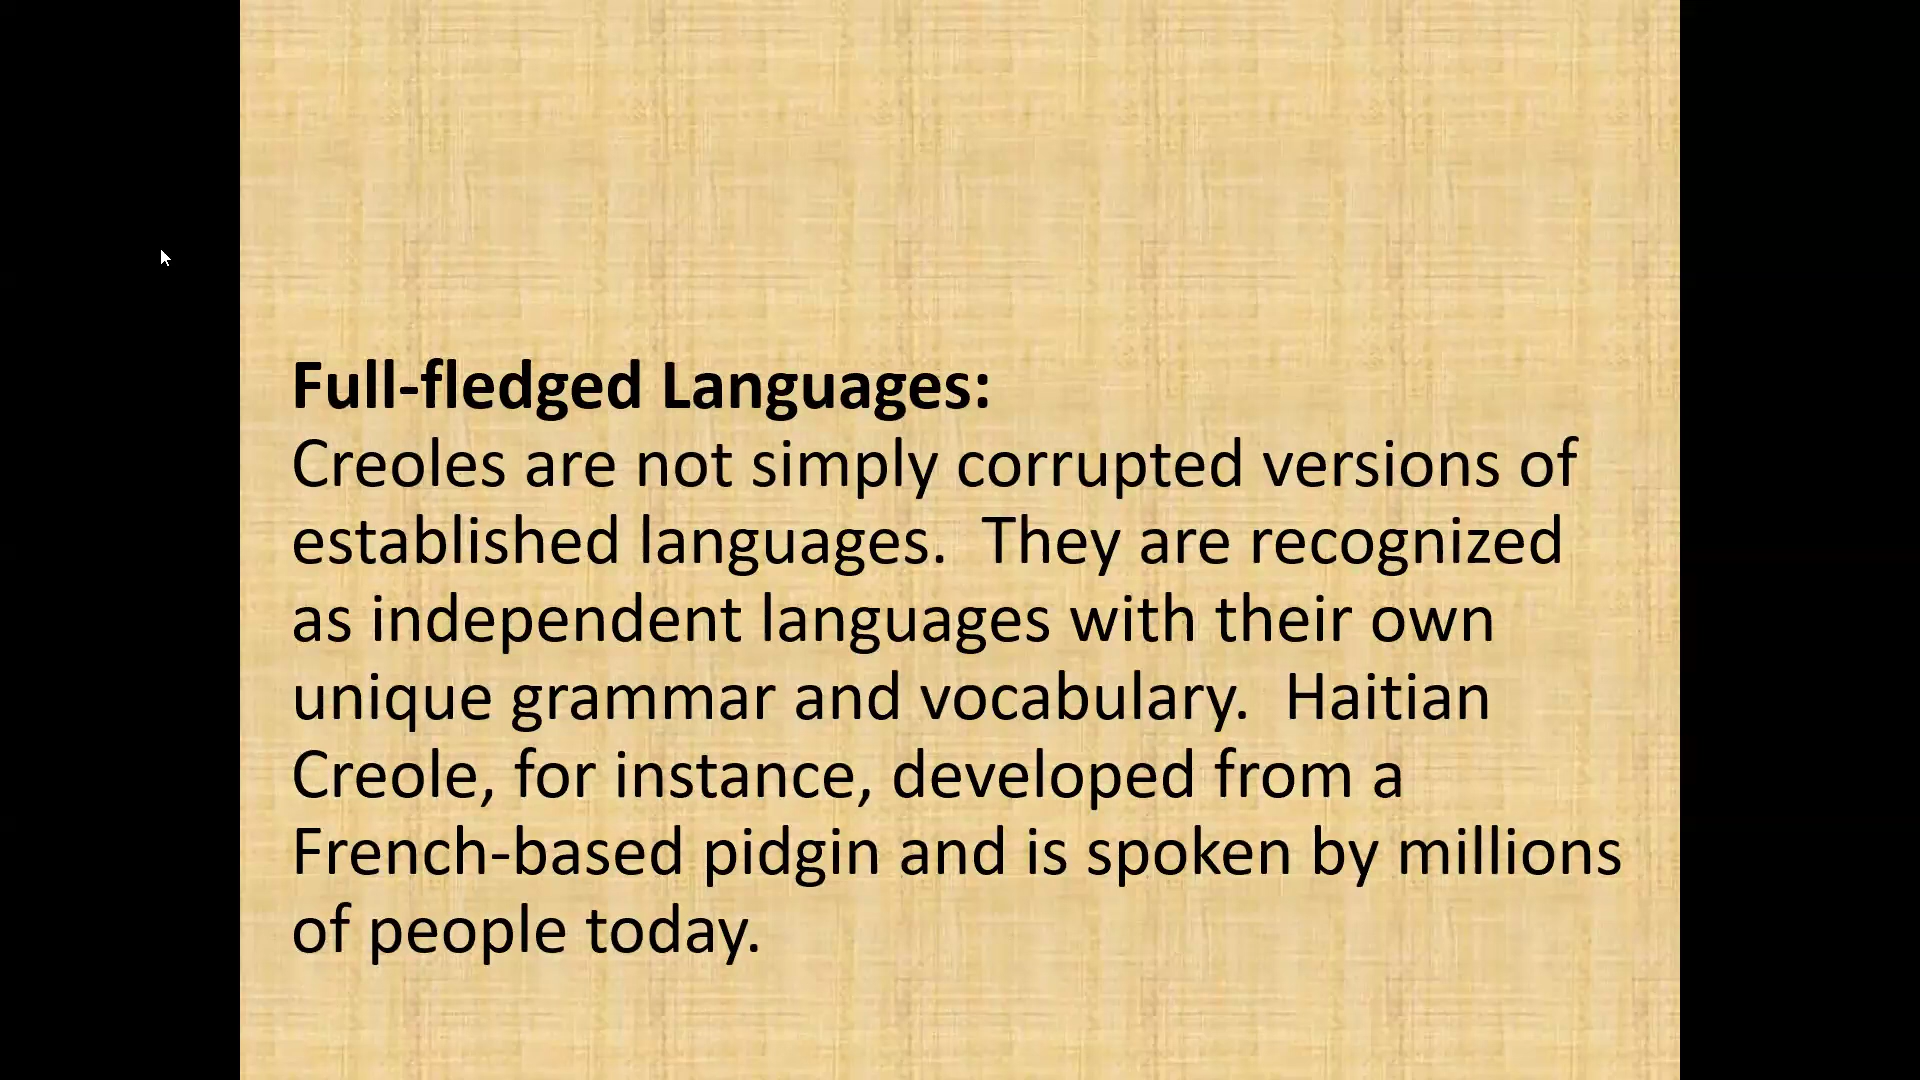 Full-fledged Languages:
Creoles are not simply corrupted versions of
established languages.  They are recognized
as independent languages with their own
unique grammar and vocabulary.  Haitian
Creole, for instance, developed from a
French-based pidgin and is spoken by millions
of people today.